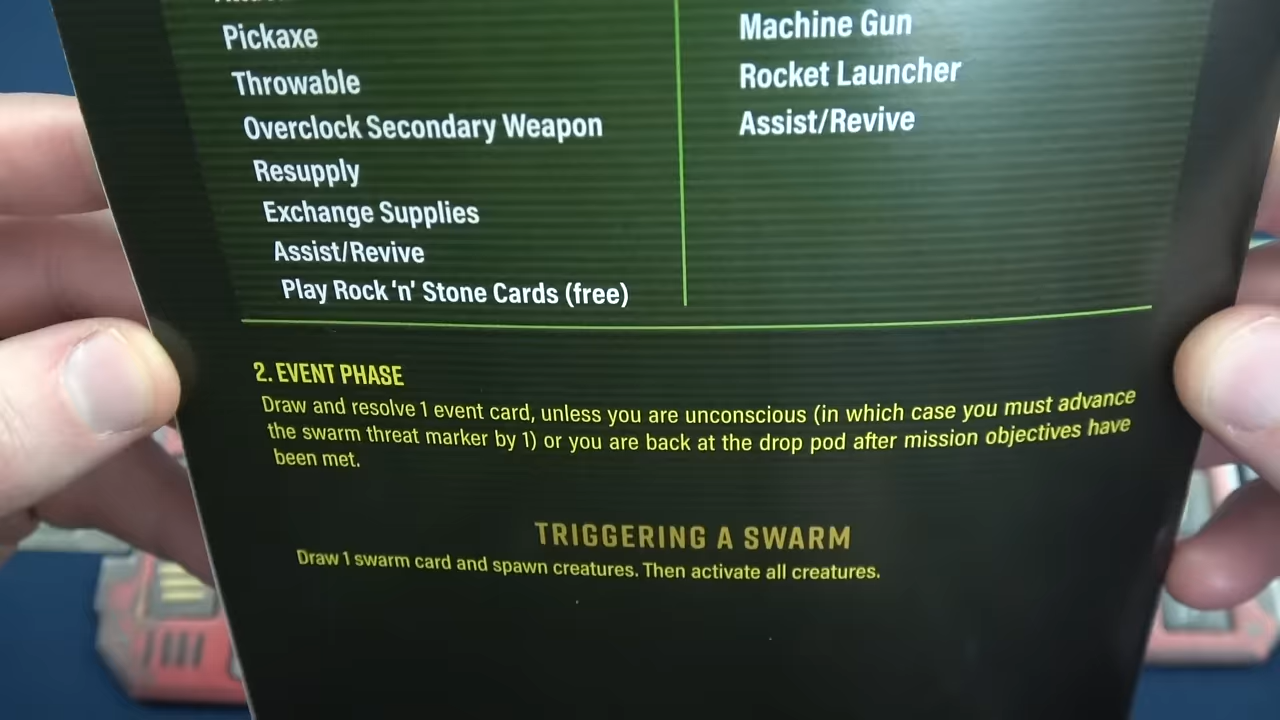 Pickaxe
Throwable
Overclock Secondary Weapon
Resupply
Exchange Supplies
Assist/Revive
Play Rock 'n' Stone Cards (free)
Machine Gun
Rocket Launcher
Assist/Revive
2. EVENT PHASE
Draw and resolve 1 event card, unless you are unconscious (in which case you must advance
the swarm threat marker by 1) or you are back at the drop pod after mission objectives have
been met.
TRIGGERING A SWARM
Draw 1 swarm card and spawn creatures. Then activate all creatures.